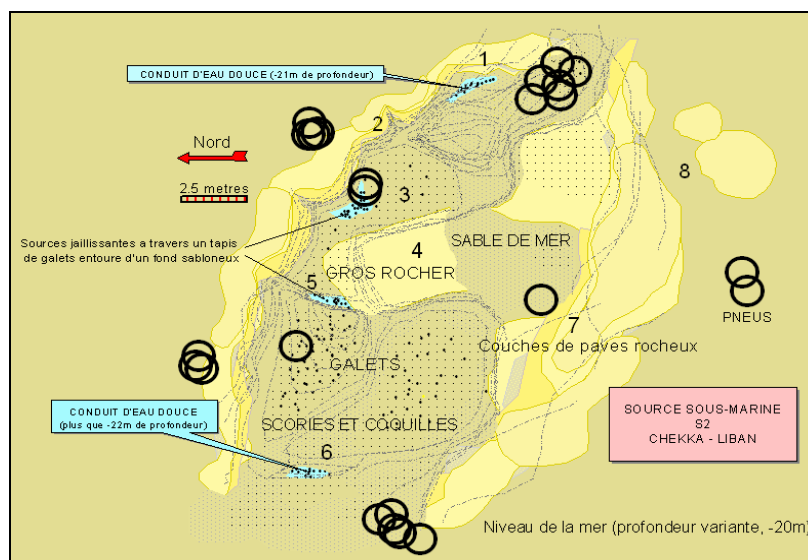 1
CONDUIT D'EAU DOUCE (-21m de profondeur)
2
Nord
8
2.5 metres
3
SABLE DE MER
4
Sources jaillissantes a travers un tapis
de galets entoure d'un fond sabloneux
GROS ROCHER
5
PNEUS
7
Couches de paves rocheux
GALETS
CONDUIT D'EAU DOUCE
(plus que -22m de profondeur)
SCORIES ET COQUILLES
SOURCE SOUS-MARINE
S2
CHEKKA - LIBAN
6
Niveau de la mer (profondeur variante, -20m)